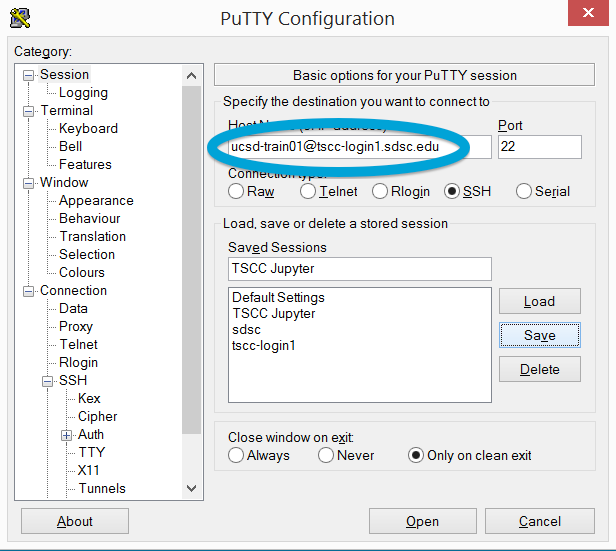 PuTTY Configuration
Category:
Session
Logging
Terminal
Keyboard
Bell
Features
Window
Appearance
Behaviour
Translation
Selection
Colours
Connection
Data
Proxy
Telnet
Rlogin
SSH
Kex
Cipher
Auth
TTY
X11
Tunnels
Basic options for your PuTTY session
Specify the destination you want to connect to
Port
ucsd-train01@tscc-login1.sdsc.edu 22
Connection type:
Raw Telnet Rlogin SSH Serial
Load, save or delete a stored session
Saved Sessions
TSCC Jupyter
Default Settings
TSCC Jupyter
sdsc
tscc-login1
Load
Save
Delete
Close window on exit:
Always Never Only on clean exit
About Open Cancel